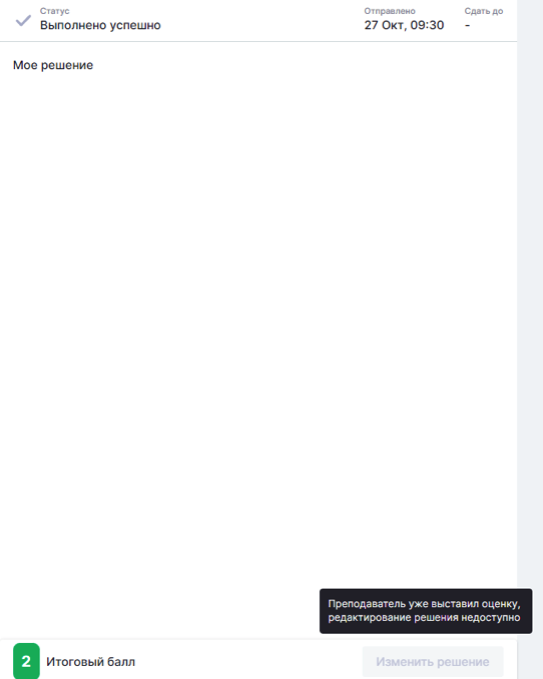 Статус
Выполнено успешно
Отправлено
27 Окт, 09:30
Сдать до
-
Мое решение
Преподаватель уже выставил оценку,
редактирование решения недоступно
2
Итоговый балл
Изменить решение